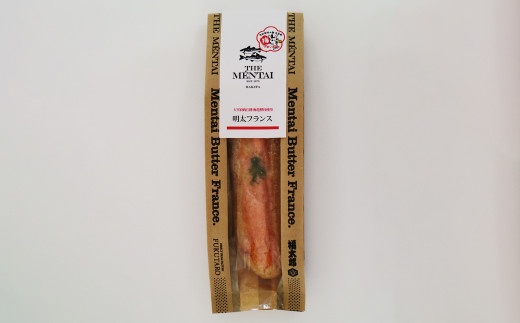 THE MENTAI
HAKATA
明太フランス
THE MENTAI
Mentai Butter France.
FUKUTARO
THE MENTAI
Mentai Butter France.
福太郎